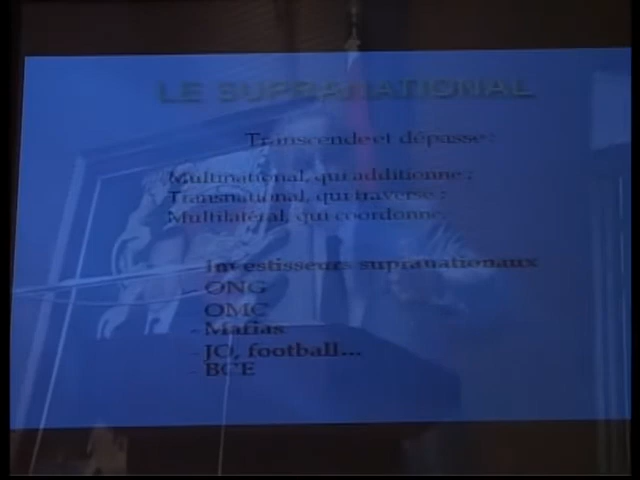 LE SUPRANATIONAL
Transcende et dépasse :
Multinational, qui additionne ;
Transnational, qui traverse ;
Multilatéral, qui coordonne.
- Investisseurs supranationaux
- ONG
OMC
- Mafias
- JO, football...
- BCE